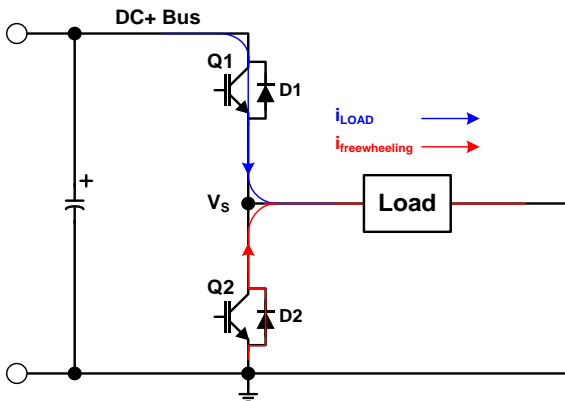 DC+ Bus
Q1
D1
iLOAD
ifreewheeling
+
VS
Load
Q2
D2